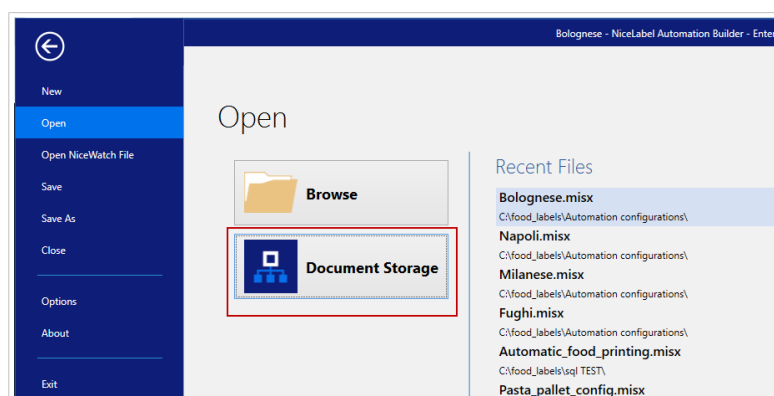 Bolognese - NiceLabel Automation Builder - Enter
New
Open
Open NiceWatch File
Save
Save As
Close
Options
About
Exit
Open
Browse
Document Storage
Recent Files
Bolognese.misx
C:\food_labels\Automation configurations\
Napoli.misx
C:\food_labels\Automation configurations\
Milanese.misx
C:\food_labels\Automation configurations\
Fughi.misx
C:\food_labels\Automation configurations\
Automatic_food_printing.misx
C:\food_labels\sql TEST\
Pasta_pallet_config.misx